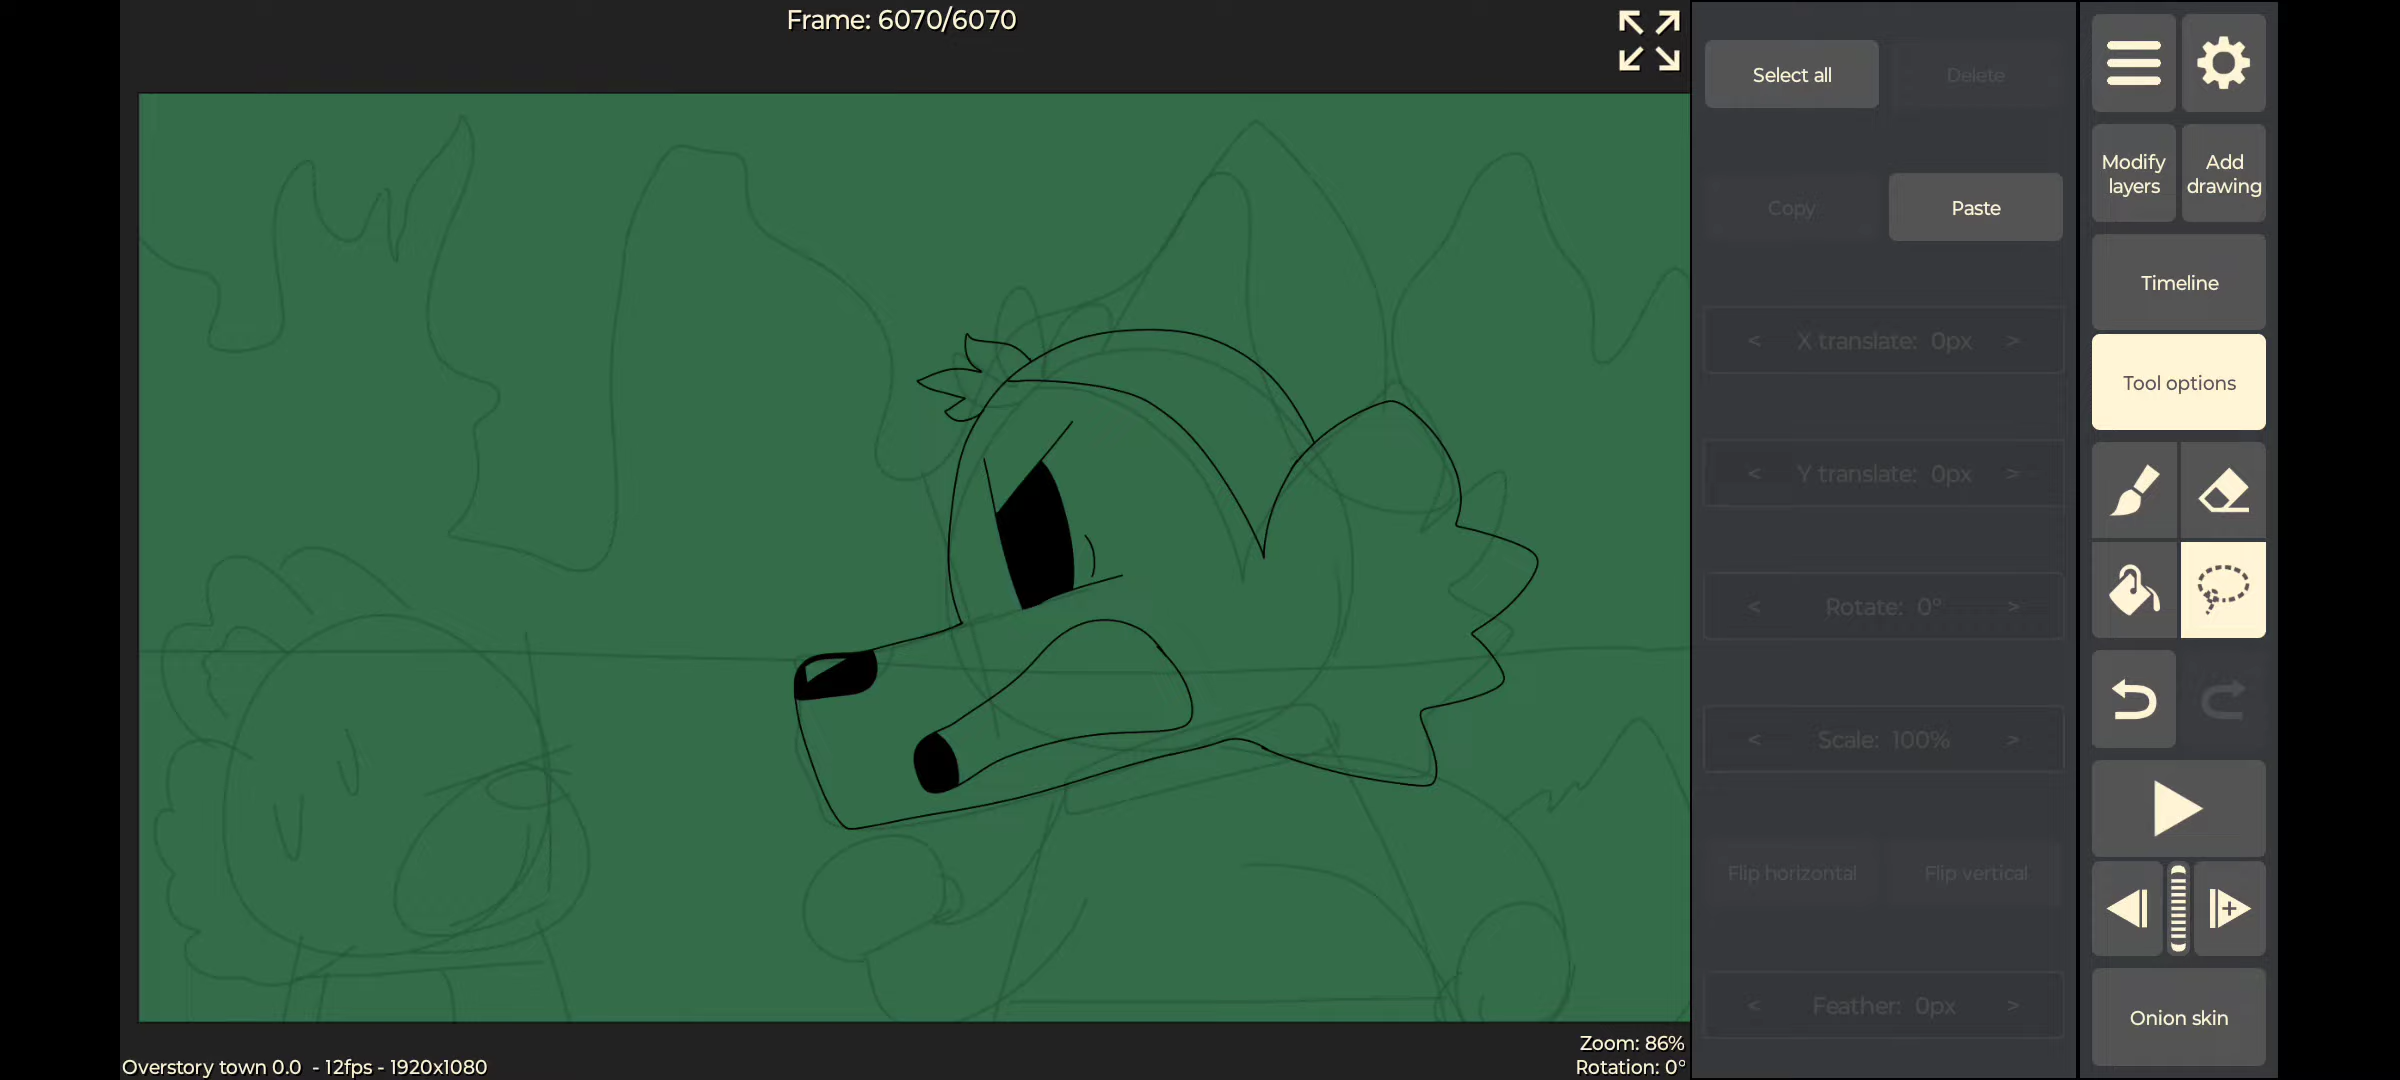 Frame: 6070/6070
Select all
Delete
Copy
Paste
< X translate: 0px >
< Y translate: 0px >
< Rotate: 0° >
< Scale: 100% >
Flip horizontal
Flip vertical
< Feather: 0px >
Modify
layers
Add
drawing
Timeline
Tool options
Onion skin
Zoom: 86%
Rotation: 0°
Overstory town 0.0 - 12fps - 1920x1080